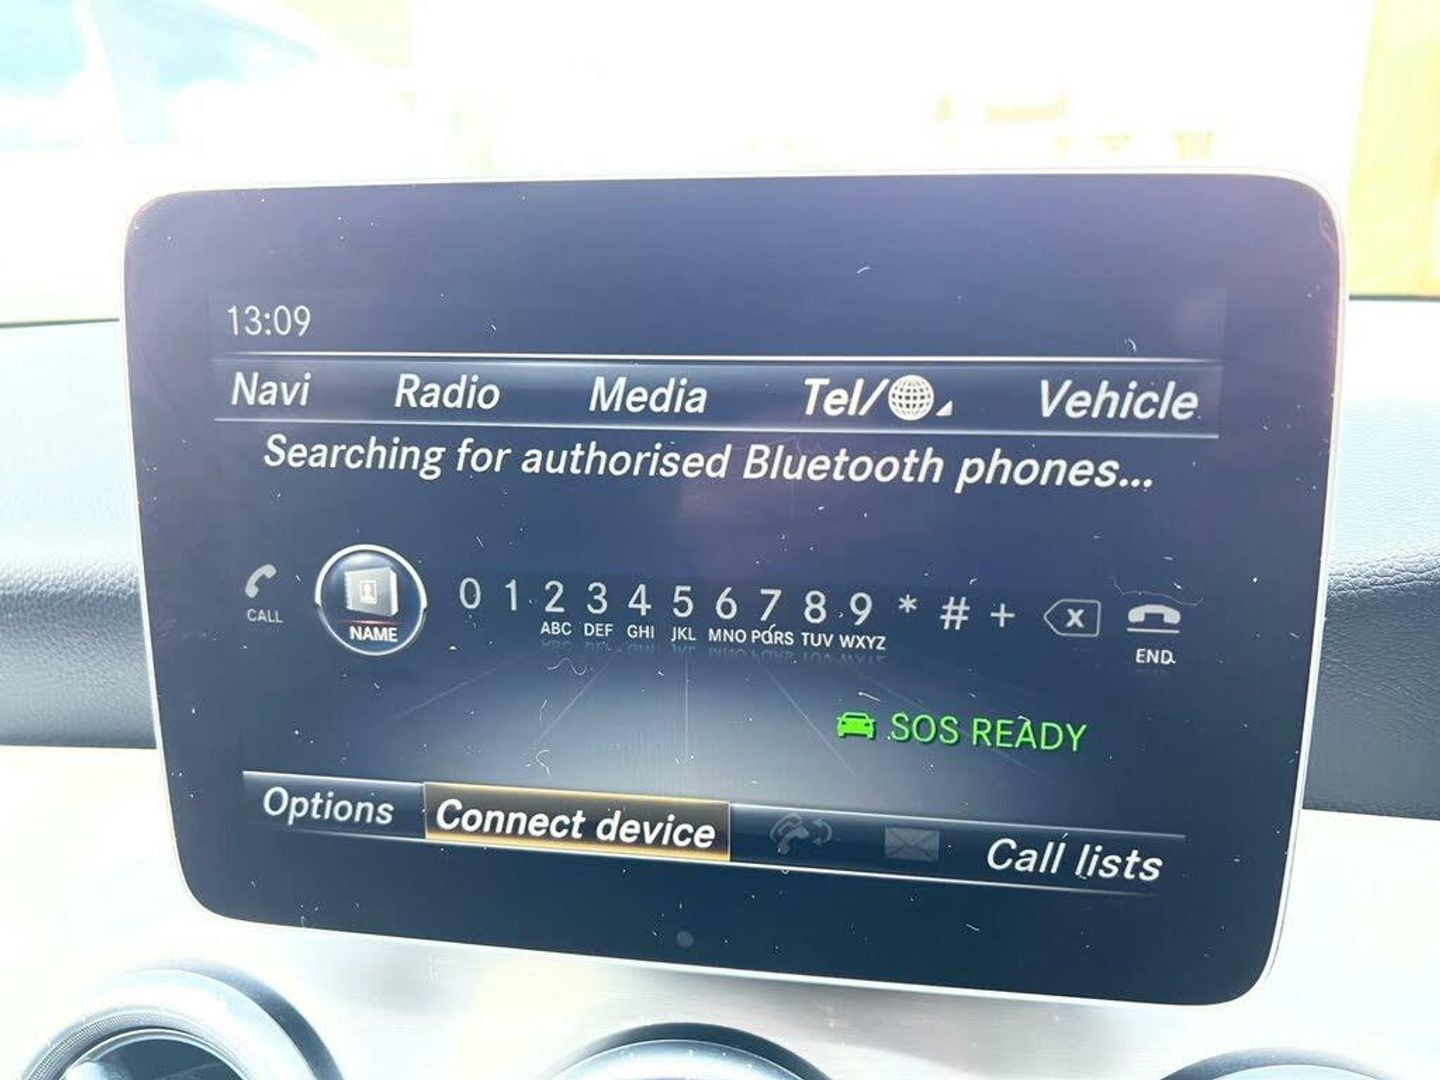 13:09
Navi Radio Media Tel/ Vehicle
Searching for authorised Bluetooth phones...
CALL NAME 0 1 2 3 4 5 6 7 8 9 * # + x END
ABC DEF GHI JKL MNO PQRS TUV WXYZ
SOS READY
Options Connect device Call lists